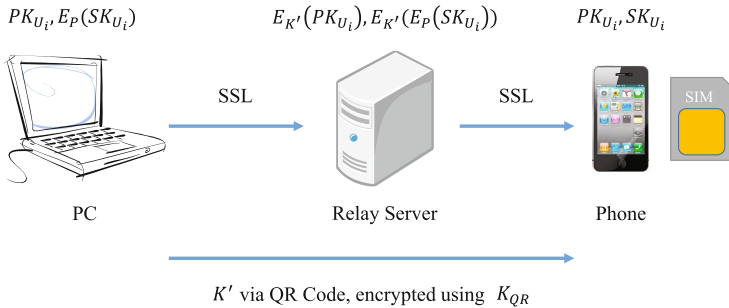 PK_{U_i}, E_P(SK_{U_i})
E_{K'}(PK_{U_i}), E_{K'}(E_P(SK_{U_i}))
PK_{U_i}, SK_{U_i}
SSL
SSL
SIM
PC
Relay Server
Phone
K' via QR Code, encrypted using K_{QR}